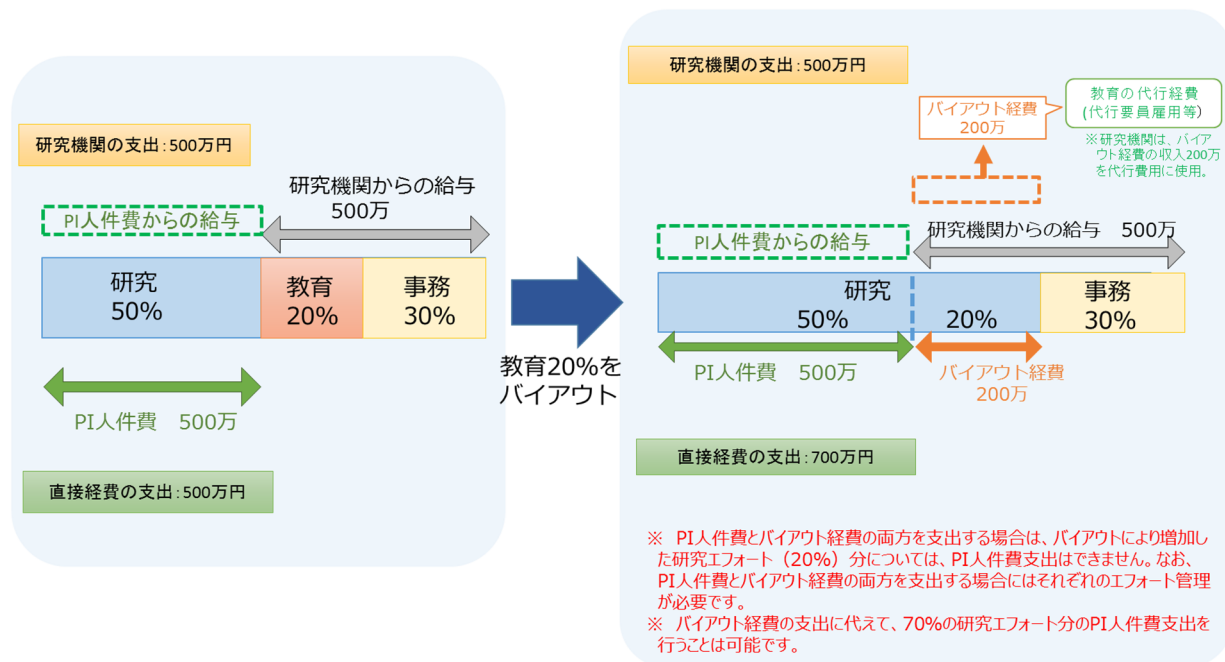 研究機関の支出：500万円
研究機関からの給与
500万
PI人件費からの給与
研究
50%
教育
20%
事務
30%
PI人件費　500万
直接経費の支出：500万円
教育20%を
バイアウト
研究機関の支出：500万円
バイアウト経費
200万
教育の代行経費
(代行要員雇用等)
※研究機関は、バイア
ウト経費の収入200万
を代行費用に使用。
PI人件費からの給与
研究機関からの給与　500万
研究
50%
20%
事務
30%
PI人件費　500万
バイアウト経費
200万
直接経費の支出：700万円
※　PI人件費とバイアウト経費の両方を支出する場合は、バイアウトにより増加し
た研究エフォート（20%）分については、PI人件費支出はできません。なお、
PI人件費とバイアウト経費の両方を支出する場合にはそれぞれのエフォート管理
が必要です。
※　バイアウト経費の支出に代えて、70%の研究エフォート分のPI人件費支出を
行うことは可能です。